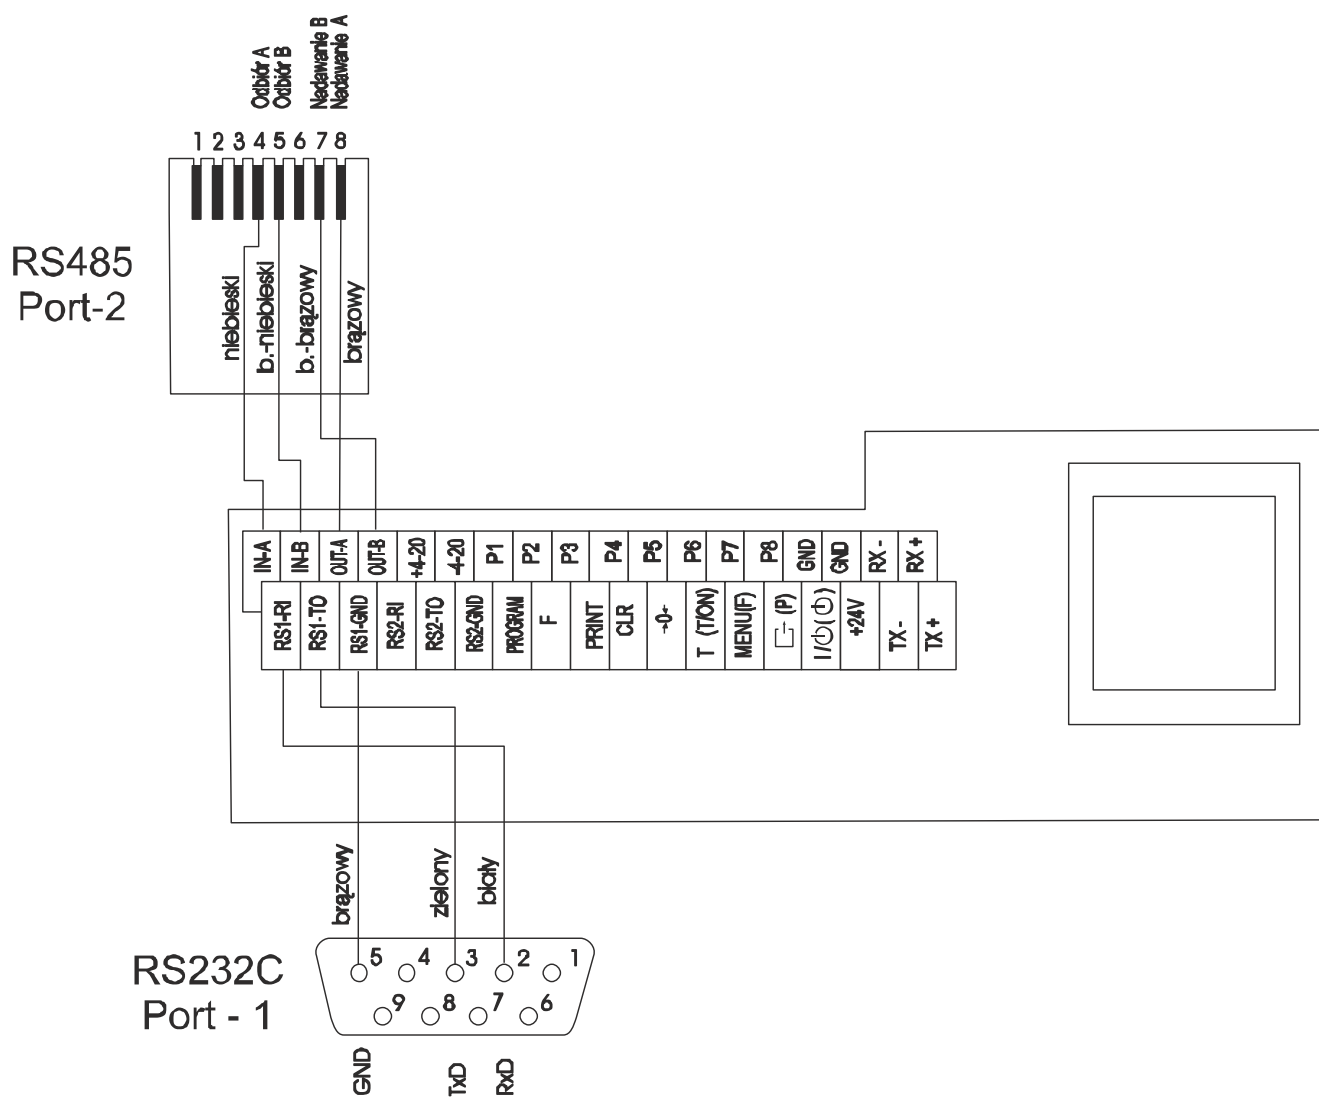 Odbiór A
Odbiór B
Nadawanie B
Nadawanie A
1 2 3 4 5 6 7 8
RS485
Port-2
niebieski
b.-niebieski
b.-brązowy
brązowy
IN-A IN-B OUT-A OUT-B +4-20 -4-20 P1 P2 P3 P4 P5 P6 P7 P8 GND GND RX - RX +
RS1-RI RS1-TO RS1-GND RS2-RI RS2-TO RS2-GND PROGRAM F PRINT CLR →0← T (T/ON) MENU(F) (P) I/⏻(⏻) +24V TX - TX +
brązowy
zielony
biały
RS232C
Port - 1
5 4 3 2 1
9 8 7 6
GND
TxD
RxD